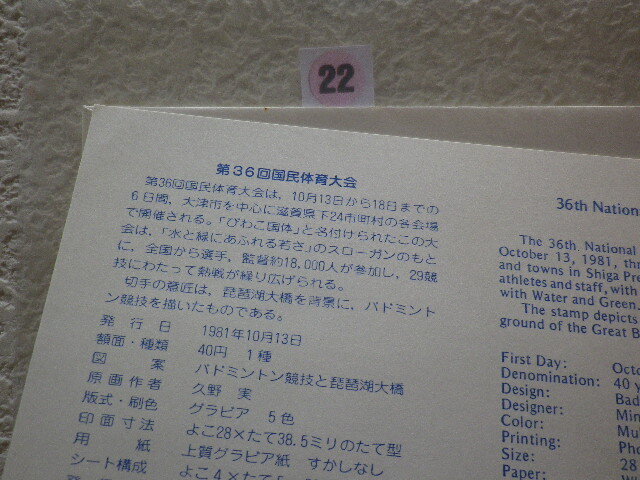 22
第36回国民体育大会
第36回国民体育大会は、10月13日から18日までの
6日間、大津市を中心に滋賀県下24市町村の各会場
で開催される。「びわこ国体」と名付けられたこの大
会は、「水と緑にあふれる若さ」のスローガンのもと
に、全国から選手、監督約18,000人が参加し、29競
技にわたって熱戦が繰り広げられる。
切手の意匠は、琵琶湖大橋を背景に、バドミント
ン競技を描いたものである。
発行日 1981年10月13日
額面・種類 40円 1種
図案 バドミントン競技と琵琶湖大橋
原画作者 久野 実
版式・刷色 グラビア 5色
印面寸法 よこ28×たて38.5ミリのたて型
用紙 上質グラビア紙 すかしなし
シート構成 よこ4×たて5
36th Nation
The 36th National
October 13, 1981, thr
and towns in Shiga Pre
athletes and staff, with
with Water and Green.
The stamp depicts
ground of the Great B
First Day: Octo
Denomination: 40 y
Design: Bad
Designer: Min
Color: Mu
Printing: Pho
Size: 28
Paper: